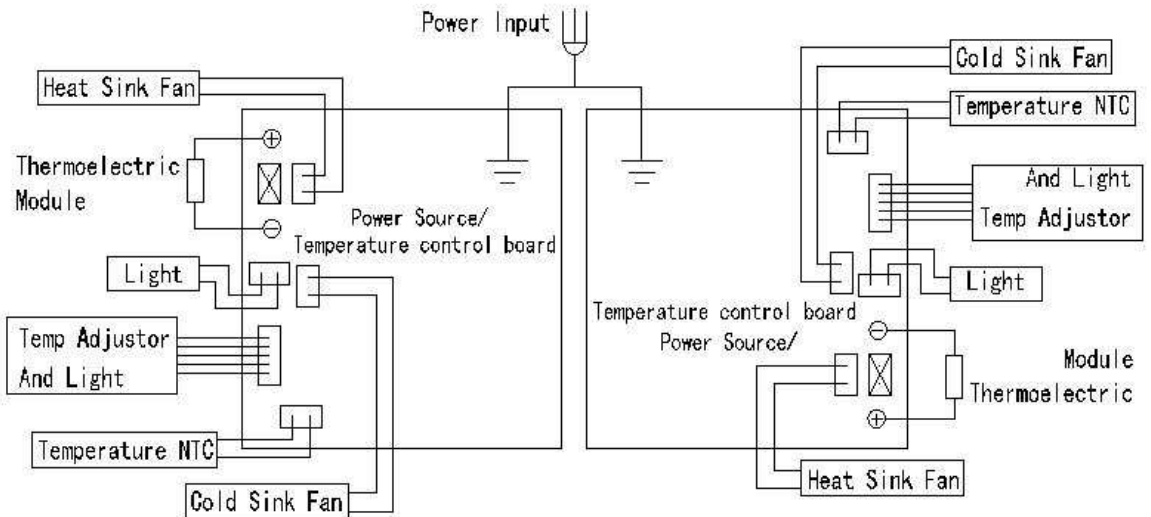 Power Input
Heat Sink Fan
Thermoelectric
Module
Power Source/
Temperature control board
Light
Temp Adjustor
And Light
Temperature NTC
Cold Sink Fan
Cold Sink Fan
Temperature NTC
And Light
Temp Adjustor
Light
Temperature control board
Power Source/
Module
Thermoelectric
Heat Sink Fan